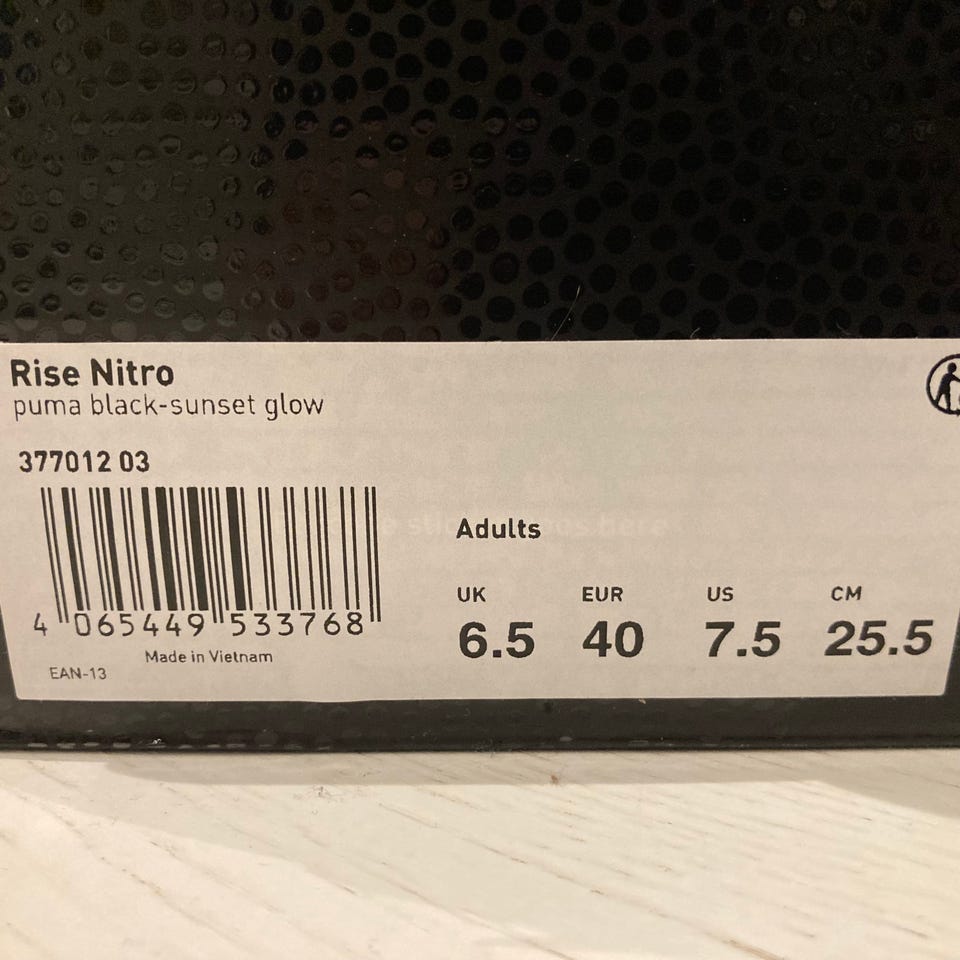 Rise Nitro
puma black-sunset glow
377012 03
4 065449 533768
Made in Vietnam
EAN-13
Adults
UK EUR US CM
6.5 40 7.5 25.5